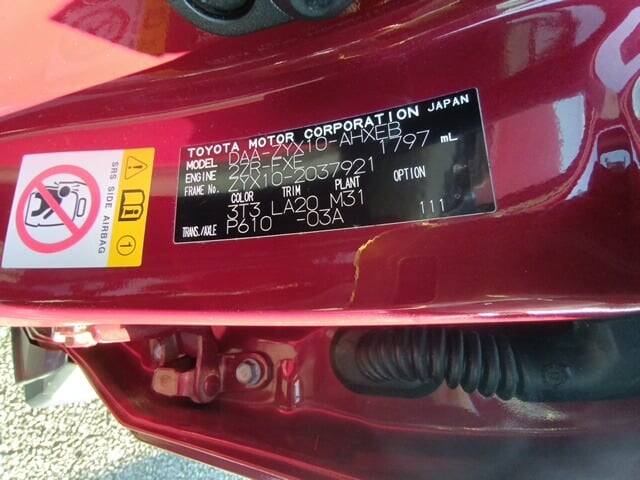 TOYOTA MOTOR CORPORATION JAPAN
MODEL DAA-ZYX10-AHXEB
ENGINE 2ZR-FXE 1797 mL
FRAME No. ZYX10-2037921
COLOR TRIM PLANT OPTION
3T3 LA20 M31
TRANS./AXLE P610 -03A 111
SRS SIDE AIRBAG
1